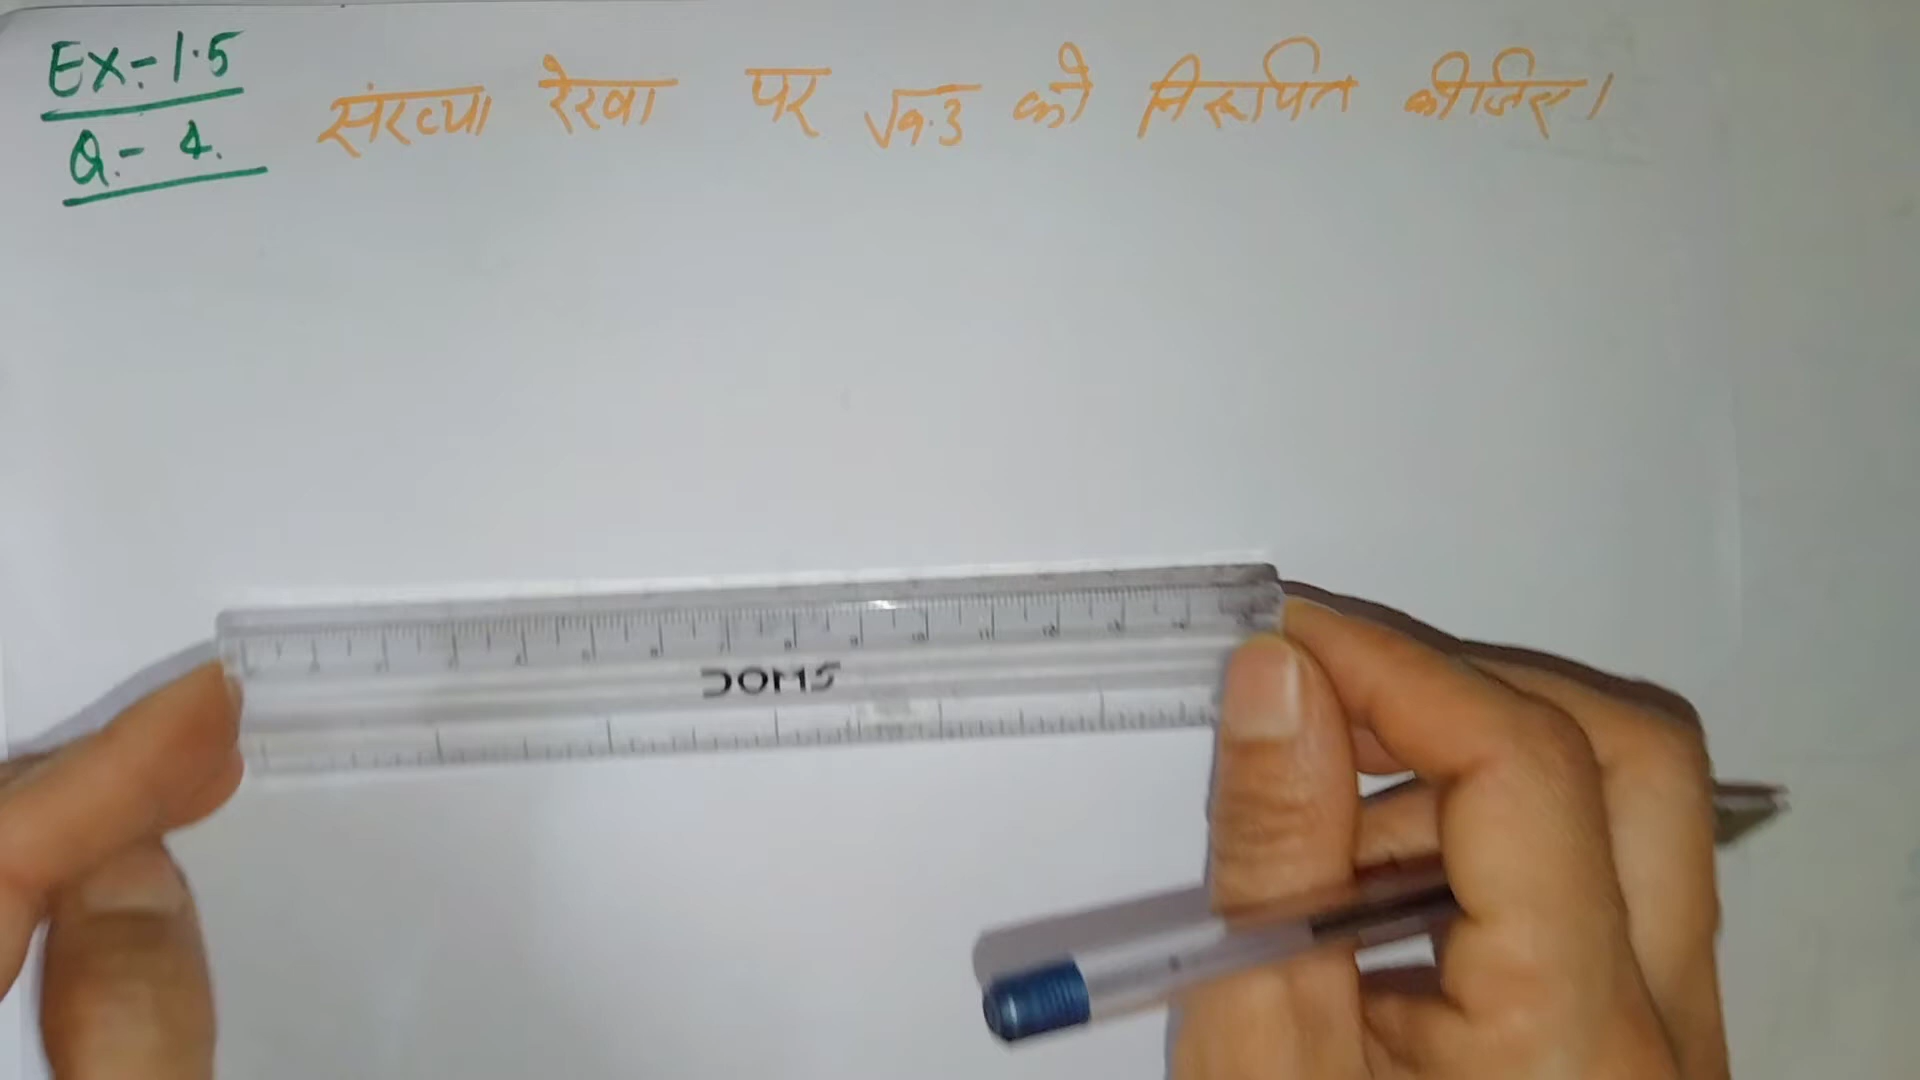 Ex:-1.5
Q.- 4.
संख्या रेखा पर √9.3 को निरूपित कीजिए।
DOMS